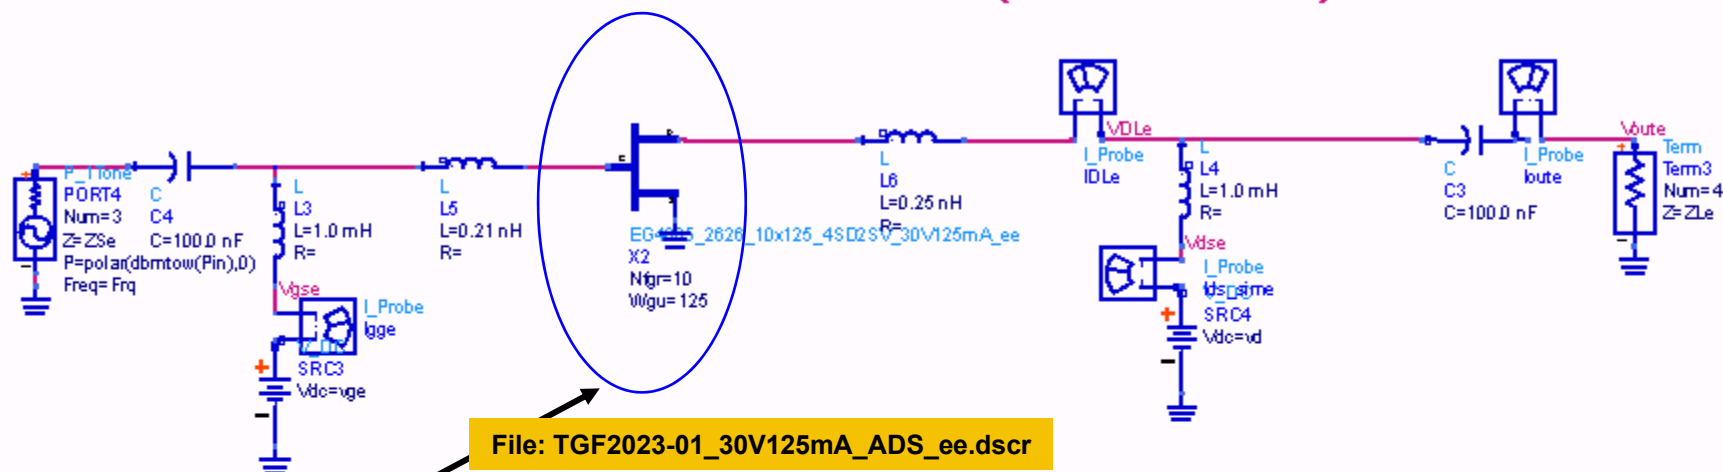 P_1Tone
PORT4
Num=3
Z=ZSe
P=polar(dbmtow(Pin),0)
Freq=Frq
C
C4
C=100.0 nF
L
L3
L=1.0 mH
R=
Vgse
I_Probe
Igge
SRC3
Vdc=vge
L
L5
L=0.21 nH
R=
X2
Nfgr=10
Wgu=125
L
L6
L=0.25 nH
R=
I_Probe
IDLe
VDLe
L
L4
L=1.0 mH
R=
Vdse
I_Probe
SRC4
Vdc=vd
C
C3
C=100.0 nF
I_Probe
Ioute
Voute
Term
Term3
Num=4
Z=ZLe
File: TGF2023-01_30V125mA_ADS_ee.dscr